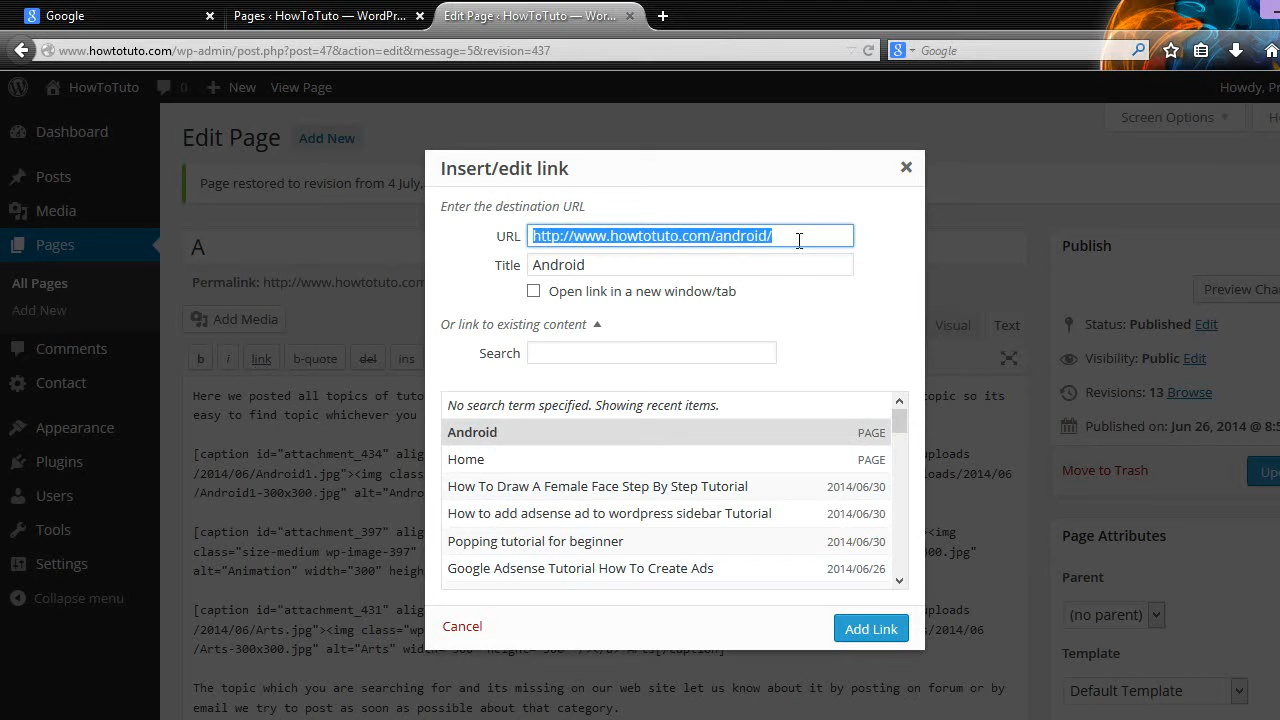 Google
Pages ‹ HowToTuto — WordPR...
Edit Page ‹ HowToTuto — Wor...
www.howtotuto.com/wp-admin/post.php?post=47&action=edit&message=5&revision=437
Google
HowToTuto 0 New View Page Howdy, Pr
Dashboard
Posts
Media
Pages
All Pages
Add New
Comments
Contact
Appearance
Plugins
Users
Tools
Settings
Collapse menu
Edit Page Add New
Screen Options
Page restored to revision from 4 July,
A
Permalink: http://www.howtotuto.com
Add Media
Visual Text
b i link b-quote del ins
Here we posted all topics of tuto
opic so its
easy to find topic whichever you
[caption id="attachment_434" alig
ploads
/2014/06/Android1.jpg"><img class
loads/2014/06
/Android1-300x300.jpg" alt="Andro
[caption id="attachment_397" alig
><img
class="size-medium wp-image-397"
00.jpg"
alt="Animation" width="300" heigh
[caption id="attachment_431" alig
uploads
/2014/06/Arts.jpg"><img class="wp
s/2014/06
/Arts-300x300.jpg" alt="Arts" width="300" height="300" /></a> Arts[/caption]
The topic which you are searching for and its missing on our web site let us know about it by posting on forum or by
email we try to post as soon as possible about that category.
Insert/edit link
Enter the destination URL
URL http://www.howtotuto.com/android/
Title Android
Open link in a new window/tab
Or link to existing content
Search
No search term specified. Showing recent items.
Android PAGE
Home PAGE
How To Draw A Female Face Step By Step Tutorial 2014/06/30
How to add adsense ad to wordpress sidebar Tutorial 2014/06/30
Popping tutorial for beginner 2014/06/30
Google Adsense Tutorial How To Create Ads 2014/06/26
Cancel Add Link
Publish
Preview Cha
Status: Published Edit
Visibility: Public Edit
Revisions: 13 Browse
Published on: Jun 26, 2014 @ 8:5
Move to Trash Up
Page Attributes
Parent
(no parent)
Template
Default Template